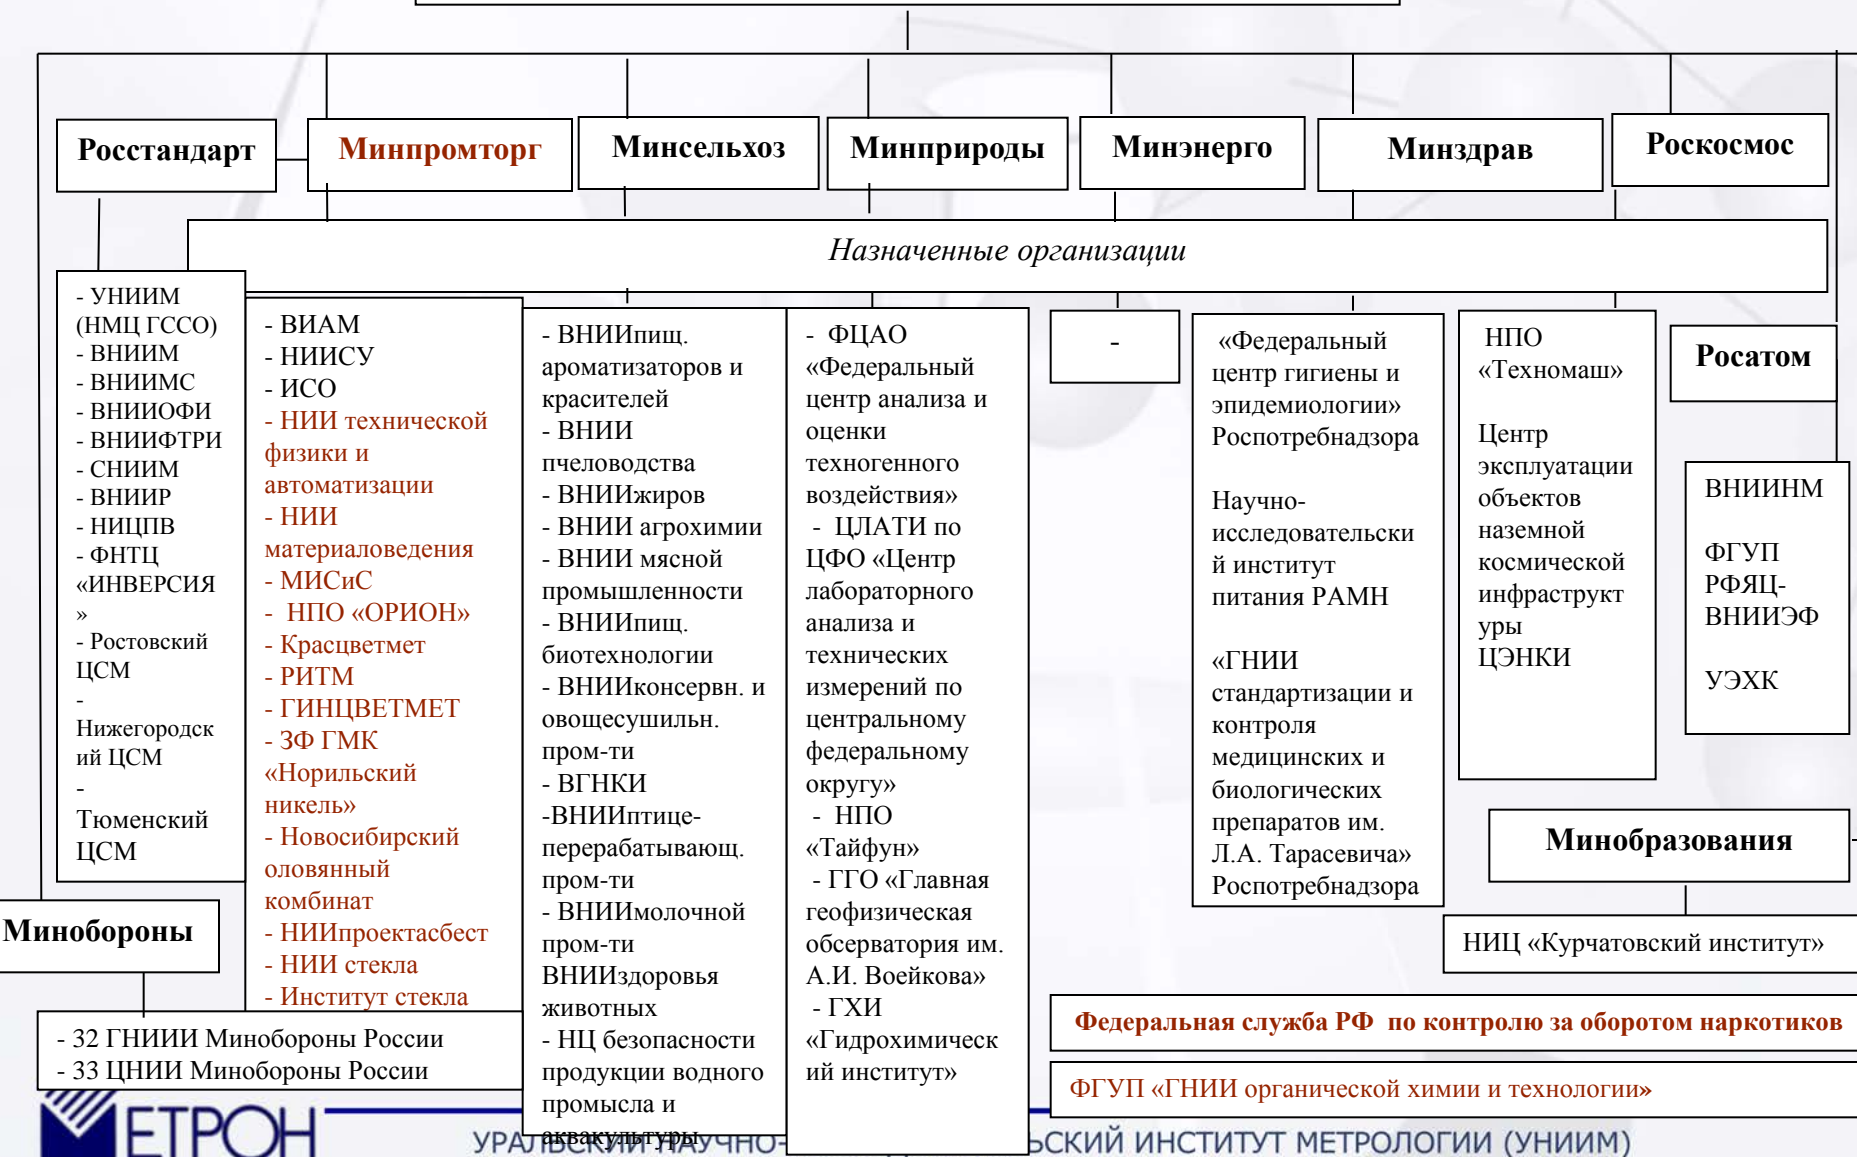 Росстандарт
Минпромторг
Минсельхоз
Минприроды
Минэнерго
Минздрав
Роскосмос
Назначенные организации
- УНИИМ
(НМЦ ГССО)
- ВНИИМ
- ВНИИМС
- ВНИИОФИ
- ВНИИФТРИ
- СНИИМ
- ВНИИР
- НИЦПВ
- ФНТЦ
«ИНВЕРСИЯ
»
- Ростовский
ЦСМ
-
Нижегородск
ий ЦСМ
-
Тюменский
ЦСМ
- ВИАМ
- НИИСУ
- ИСО
- НИИ технической
физики и
автоматизации
- НИИ
материаловедения
- МИСиС
- НПО «ОРИОН»
- Красцветмет
- РИТМ
- ГИНЦВЕТМЕТ
- ЗФ ГМК
«Норильский
никель»
- Новосибирский
оловянный
комбинат
- НИИпроектасбест
- НИИ стекла
- Институт стекла
- ВНИИпищ.
ароматизаторов и
красителей
- ВНИИ
пчеловодства
- ВНИИжиров
- ВНИИ агрохимии
- ВНИИ мясной
промышленности
- ВНИИпищ.
биотехнологии
- ВНИИконсервн. и
овощесушильн.
пром-ти
- ВГНКИ
-ВНИИптице-
перерабатывающ.
пром-ти
- ВНИИмолочной
пром-ти
ВНИИздоровья
животных
- НЦ безопасности
продукции водного
промысла и
аквакультуры
- ФЦАО
«Федеральный
центр анализа и
оценки
техногенного
воздействия»
- ЦЛАТИ по
ЦФО «Центр
лабораторного
анализа и
технических
измерений по
центральному
федеральному
округу»
- НПО
«Тайфун»
- ГГО «Главная
геофизическая
обсерватория им.
А.И. Воейкова»
- ГХИ
«Гидрохимическ
ий институт»
-
«Федеральный
центр гигиены и
эпидемиологии»
Роспотребнадзора
Научно-
исследовательски
й институт
питания РАМН
«ГНИИ
стандартизации и
контроля
медицинских и
биологических
препаратов им.
Л.А. Тарасевича»
Роспотребнадзора
НПО
«Техномаш»
Центр
эксплуатации
объектов
наземной
космической
инфраструкт
уры
ЦЭНКИ
Росатом
ВНИИНМ
ФГУП
РФЯЦ-
ВНИИЭФ
УЭХК
Минобразования
НИЦ «Курчатовский институт»
Минобороны
- 32 ГНИИИ Минобороны России
- 33 ЦНИИ Минобороны России
Федеральная служба РФ по контролю за оборотом наркотиков
ФГУП «ГНИИ органической химии и технологии»
МЕТРОН
УРАЛЬСКИЙ НАУЧНО- ЬСКИЙ ИНСТИТУТ МЕТРОЛОГИИ (УНИИМ)